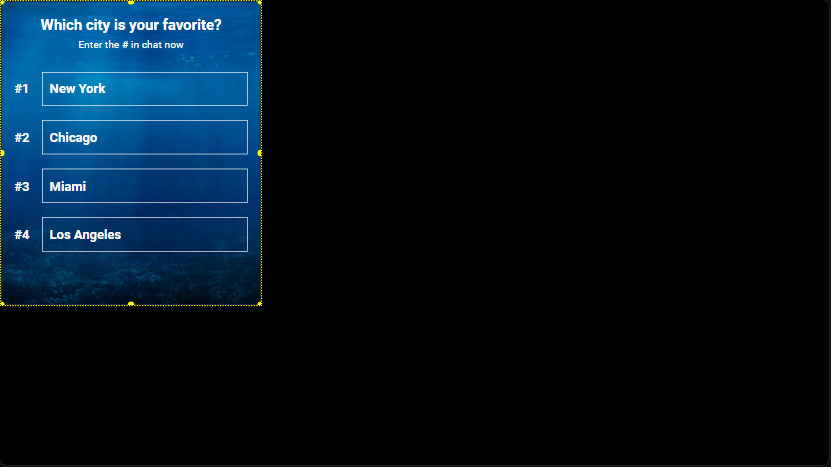 Which city is your favorite?
Enter the # in chat now
#1 New York
#2 Chicago
#3 Miami
#4 Los Angeles